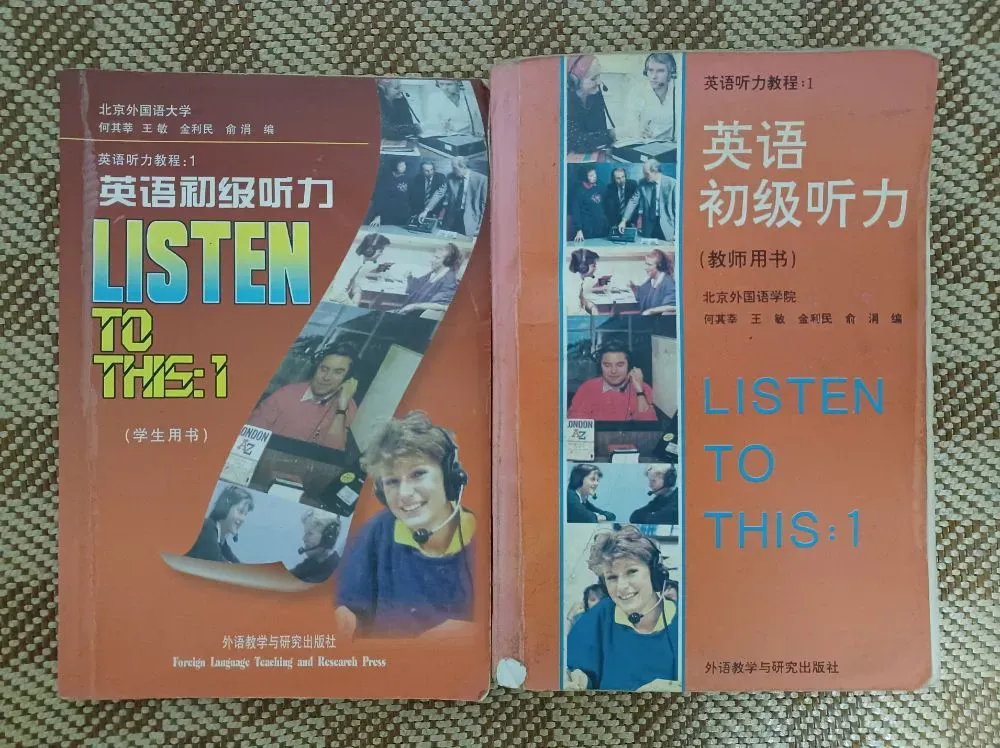 北京外国语大学
何其莘 王 敏 金利民 俞 涓 编
英语听力教程:1
英语初级听力
LISTEN
TO
THIS:1
(学生用书)
LONDON
AZ
外语教学与研究出版社
Foreign Language Teaching and Research Press
英语听力教程:1
英语
初级听力
(教师用书)
北京外国语学院
何其莘 王 敏 金利民 俞 涓 编
LISTEN
TO
THIS:1
LONDON
AZ
外语教学与研究出版社